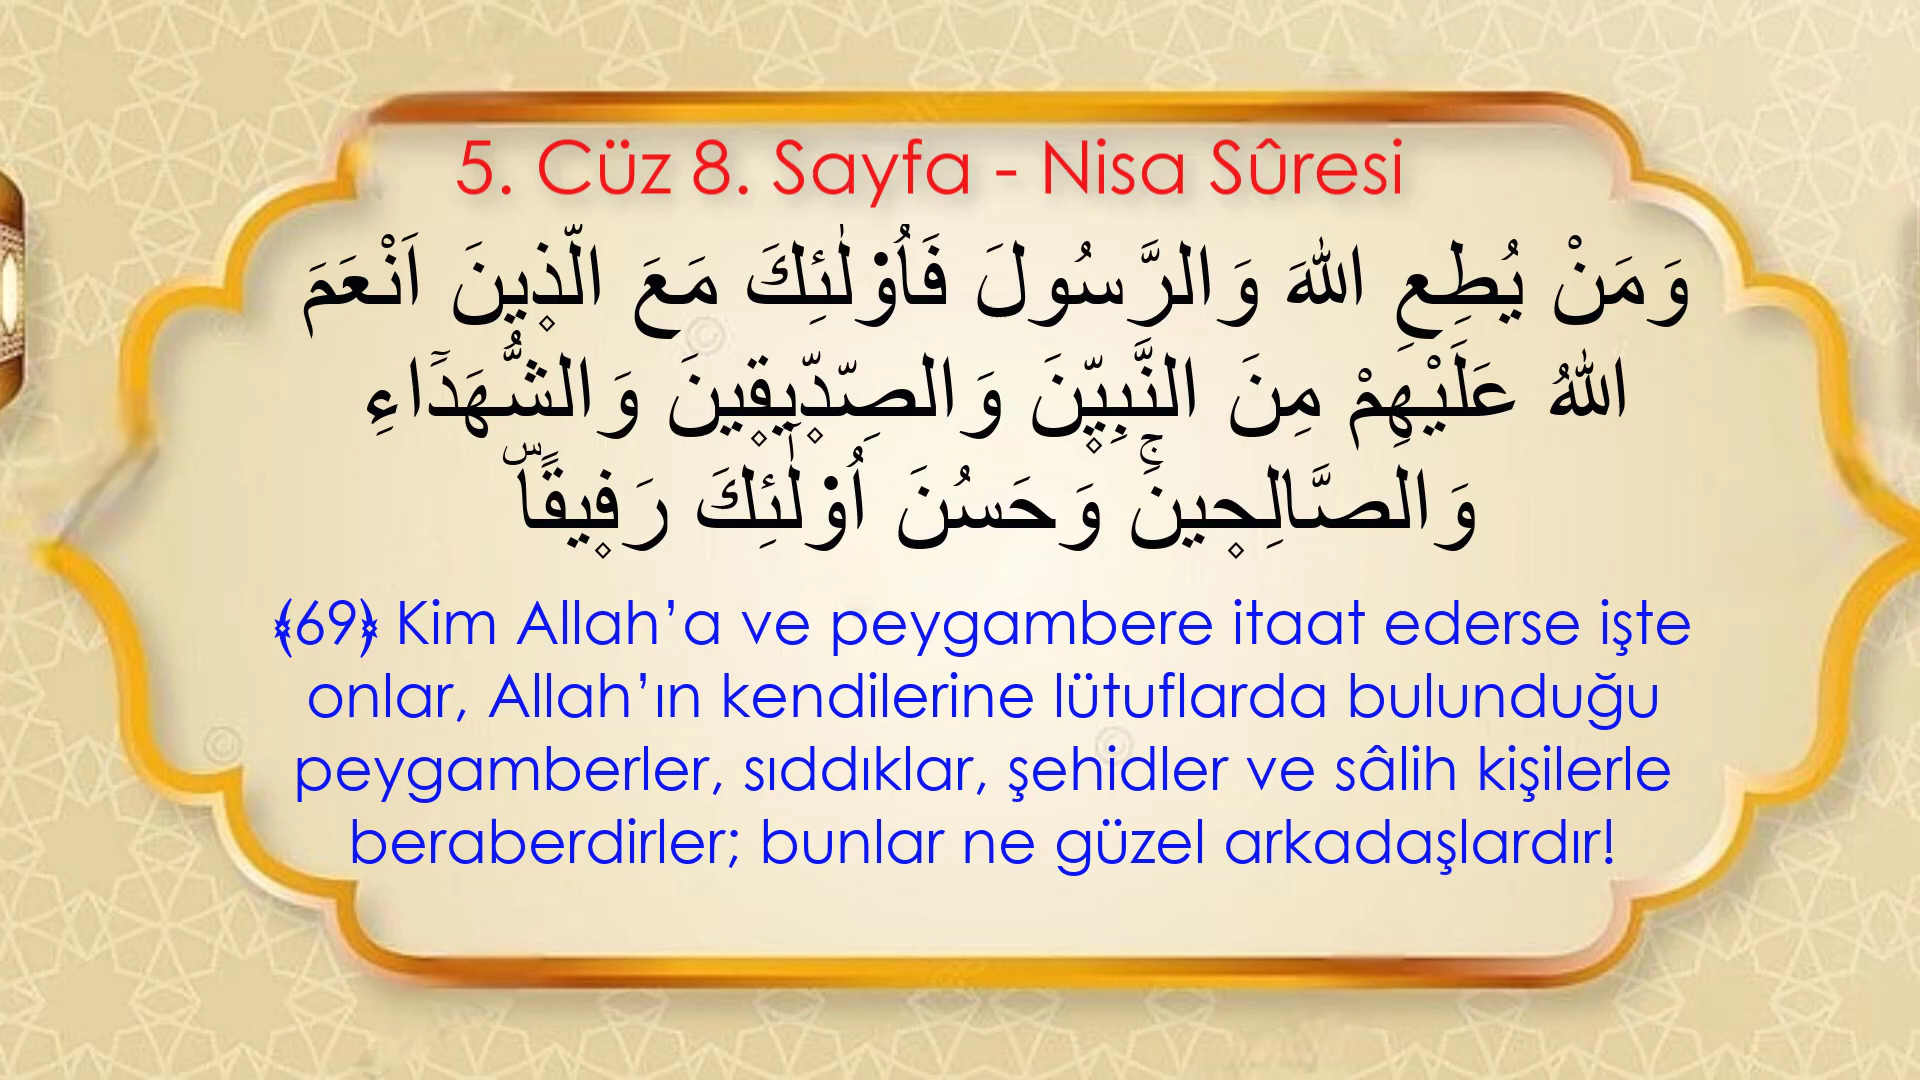 5. Cüz 8. Sayfa - Nisa Sûresi
وَمَنْ يُطِعِ اللّٰهَ وَالرَّسُولَ فَاُو۬لٰٓئِكَ مَعَ الَّذ۪ينَ اَنْعَمَ
اللّٰهُ عَلَيْهِمْ مِنَ النَّبِيّ۪نَ وَالصِّدّ۪يق۪ينَ وَالشُّهَدَٓاءِ
وَالصَّالِح۪ينَۚ وَحَسُنَ اُو۬لٰٓئِكَ رَف۪يقًاۜ
﴾69﴿ Kim Allah’a ve peygambere itaat ederse işte
onlar, Allah’ın kendilerine lütuflarda bulunduğu
peygamberler, sıddıklar, şehidler ve sâlih kişilerle
beraberdirler; bunlar ne güzel arkadaşlardır!